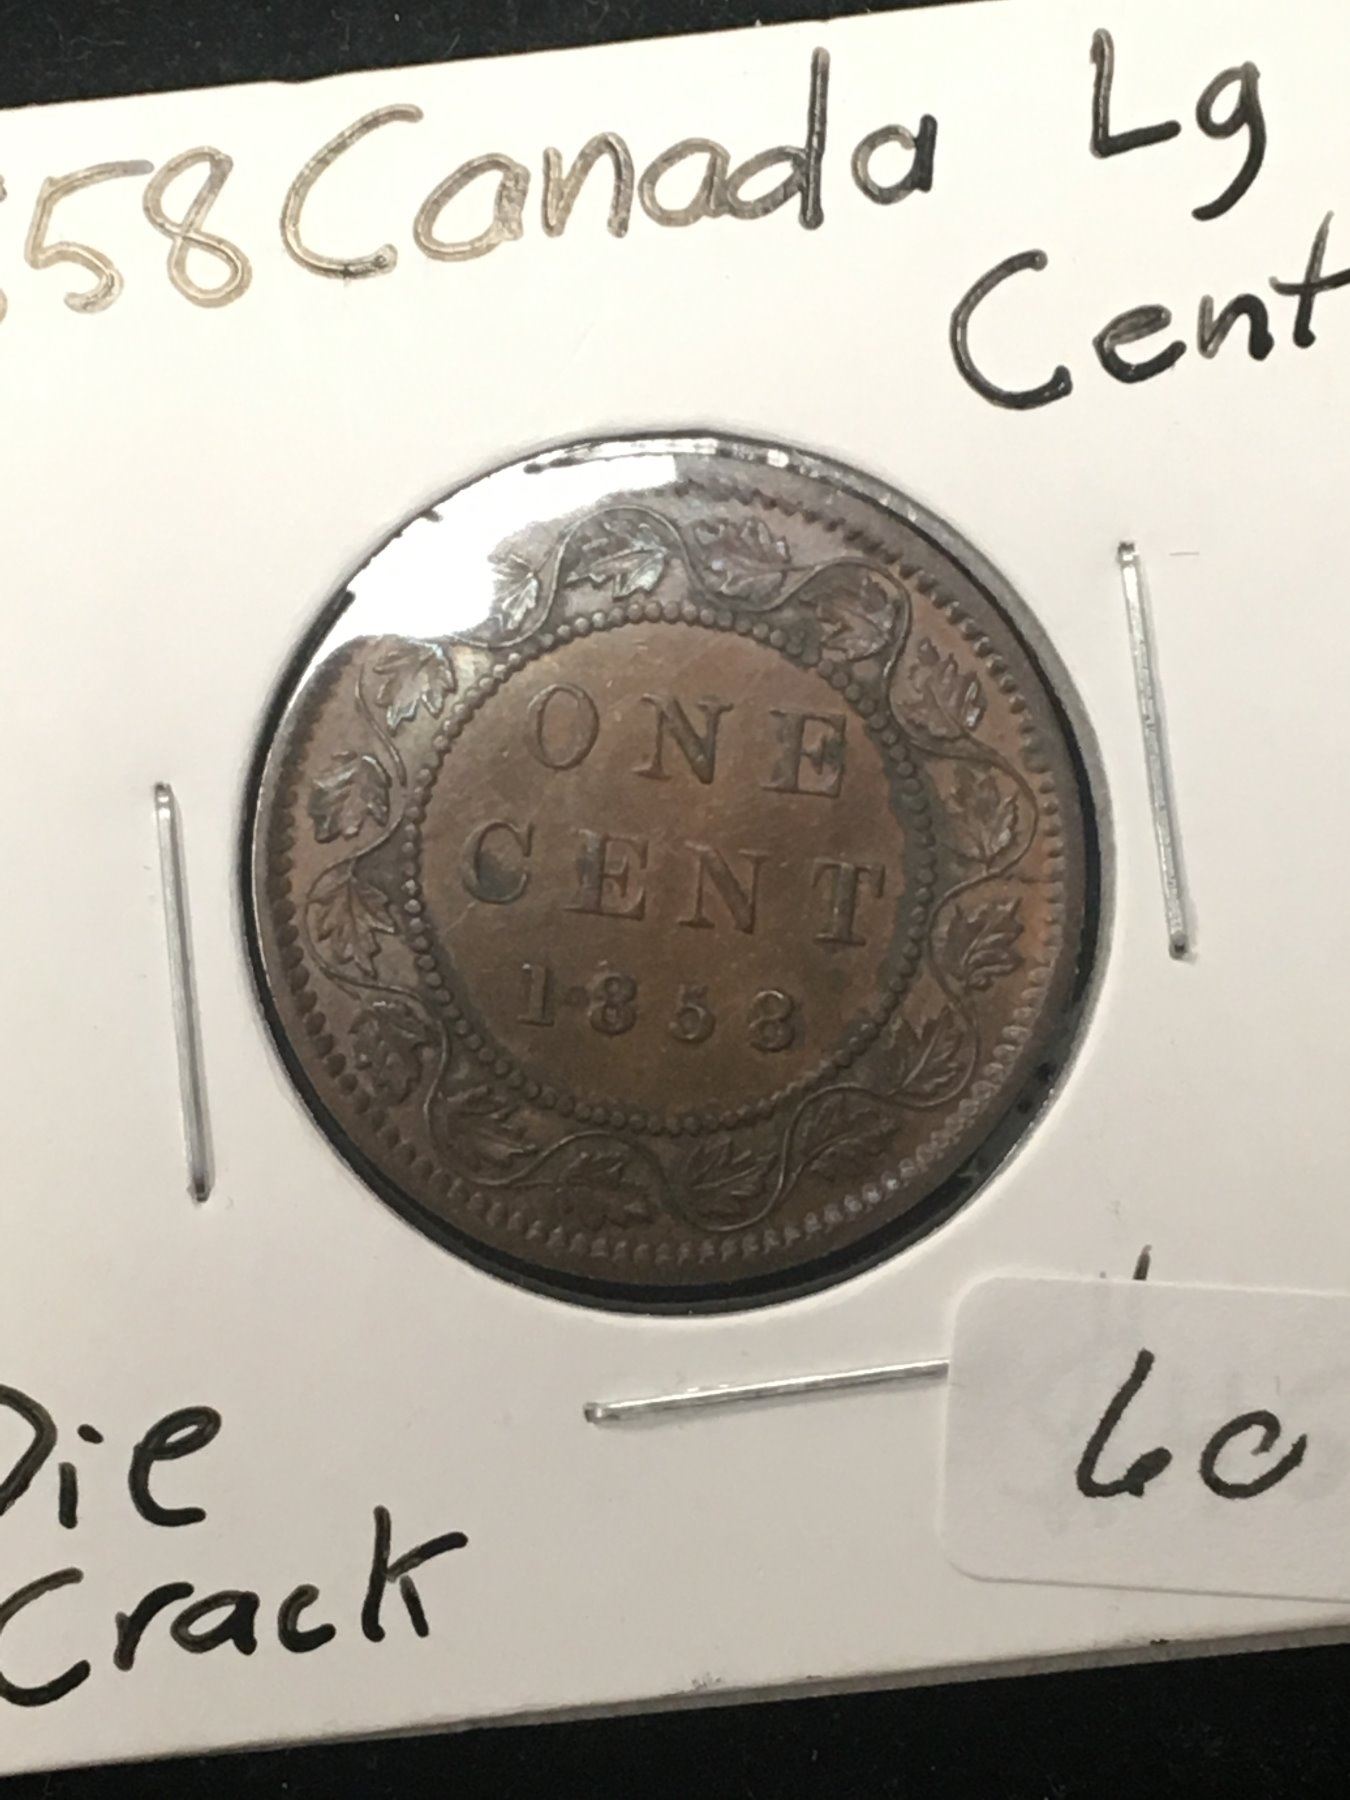 58 Canada Lg
Cent
ONE
CENT
1858
Die
Crack
60